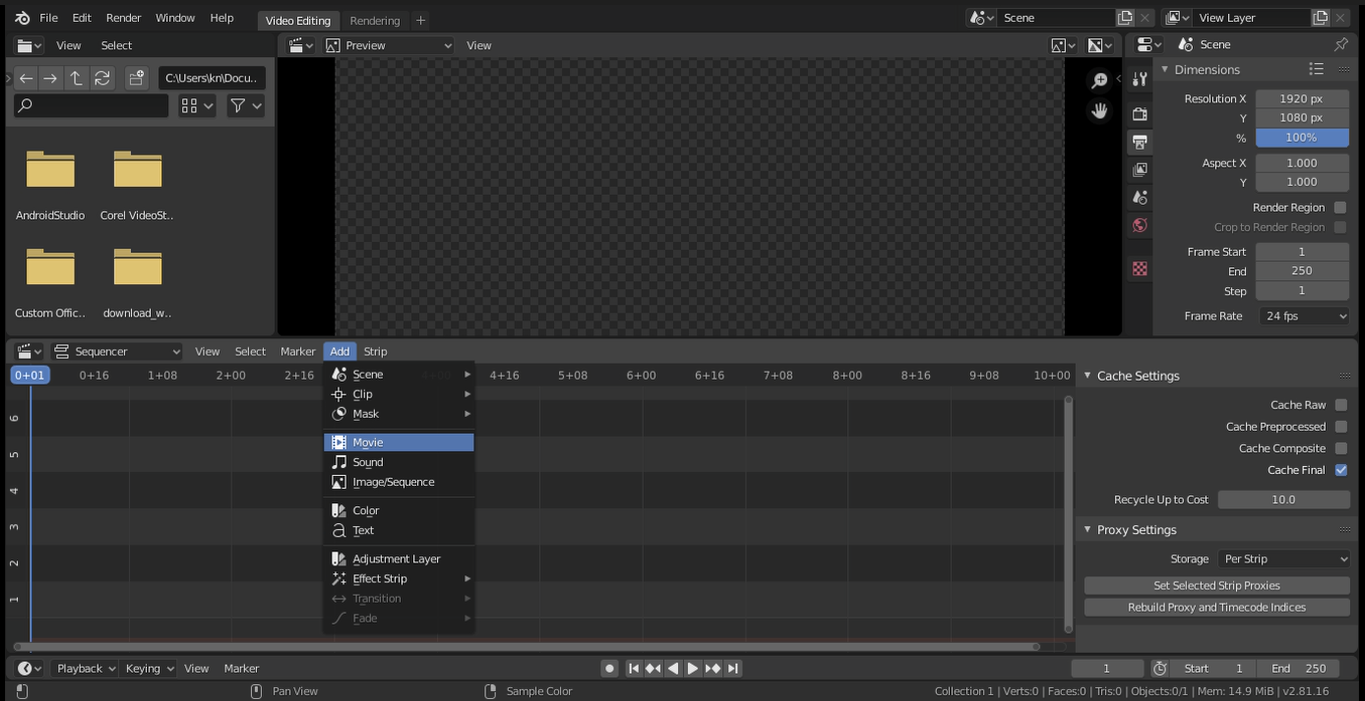 File Edit Render Window Help Video Editing Rendering + Scene View Layer
View Select Preview View Scene
C:\Users\kn\Docu..
Dimensions
Resolution X 1920 px
Y 1080 px
% 100%
Aspect X 1.000
Y 1.000
Render Region
Crop to Render Region
Frame Start 1
End 250
Step 1
Frame Rate 24 fps
AndroidStudio Corel VideoSt..
Custom Offic.. download_w..
Sequencer View Select Marker Add Strip
0+01 0+16 1+08 2+00 2+16 4+00 4+16 5+08 6+00 6+16 7+08 8+00 8+16 9+08 10+00
6
5
4
3
2
1
Scene
Clip
Mask
Movie
Sound
Image/Sequence
Color
Text
Adjustment Layer
Effect Strip
Transition
Fade
Cache Settings
Cache Raw
Cache Preprocessed
Cache Composite
Cache Final
Recycle Up to Cost 10.0
Proxy Settings
Storage Per Strip
Set Selected Strip Proxies
Rebuild Proxy and Timecode Indices
Playback Keying View Marker 1 Start 1 End 250
Pan View Sample Color Collection 1 | Verts:0 | Faces:0 | Tris:0 | Objects:0/1 | Mem: 14.9 MiB | v2.81.16